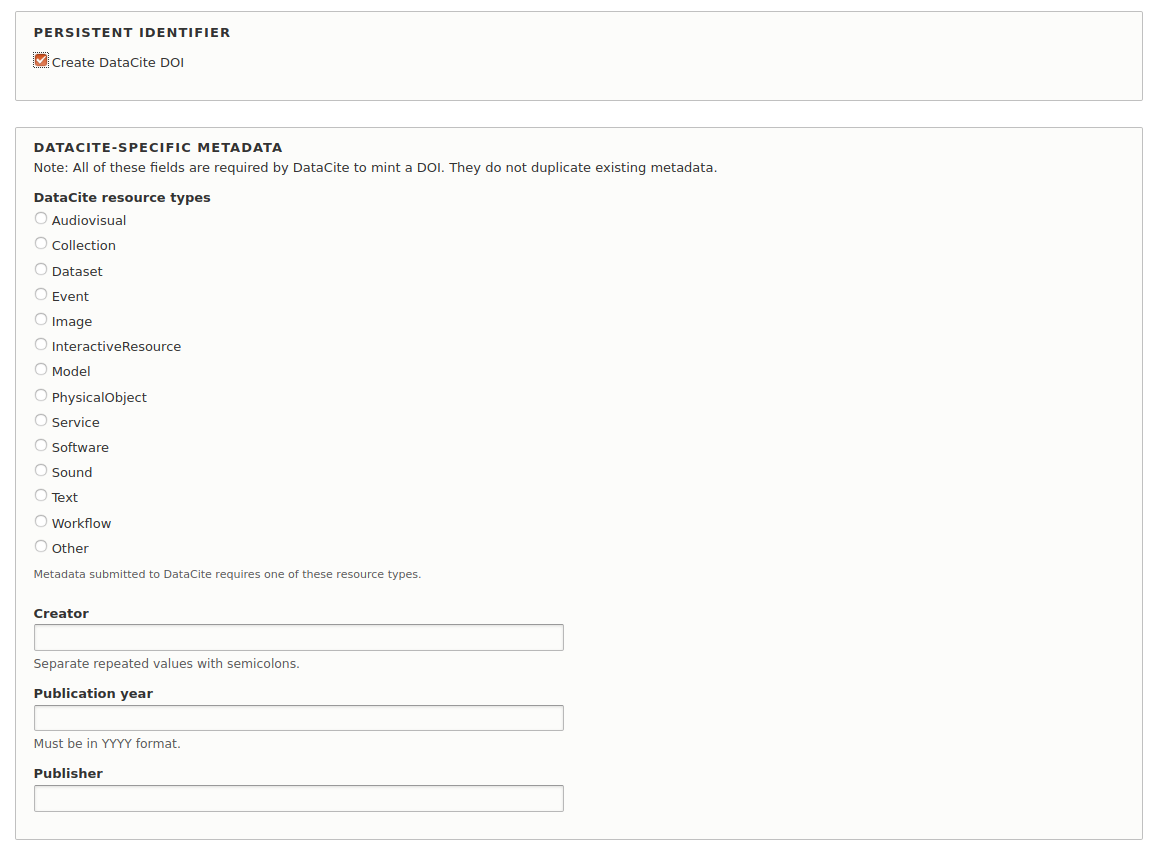 PERSISTENT IDENTIFIER
Create DataCite DOI
DATACITE-SPECIFIC METADATA
Note: All of these fields are required by DataCite to mint a DOI. They do not duplicate existing metadata.
DataCite resource types
Audiovisual
Collection
Dataset
Event
Image
InteractiveResource
Model
PhysicalObject
Service
Software
Sound
Text
Workflow
Other
Metadata submitted to DataCite requires one of these resource types.
Creator
Separate repeated values with semicolons.
Publication year
Must be in YYYY format.
Publisher